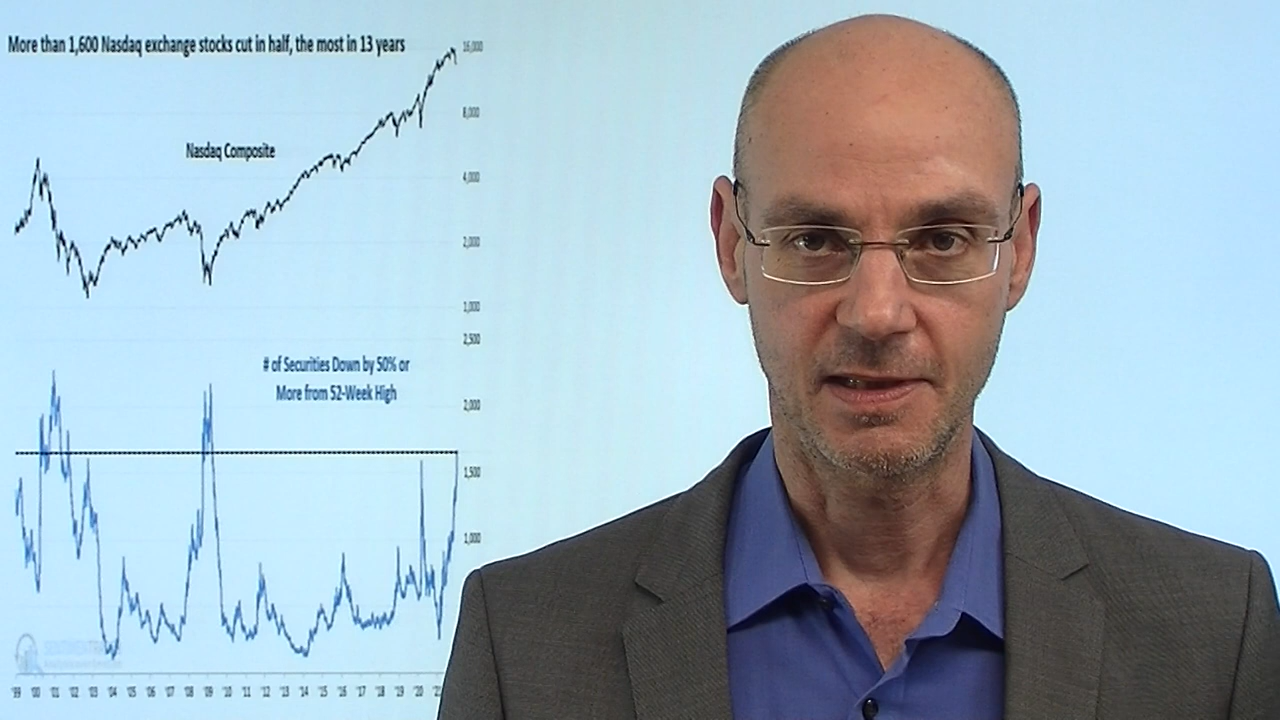 More than 1,600 Nasdaq exchange stocks cut in half, the most in 13 years
16,000
8,000
Nasdaq Composite
4,000
2,000
1,000
2,500
# of Securities Down by 50% or
More from 52-Week High
2,000
1,500
1,000
'99 '00 '01 '02 '03 '04 '05 '06 '07 '08 '09 '10 '11 '12 '13 '14 '15 '16 '17 '18 '19 '20 '21